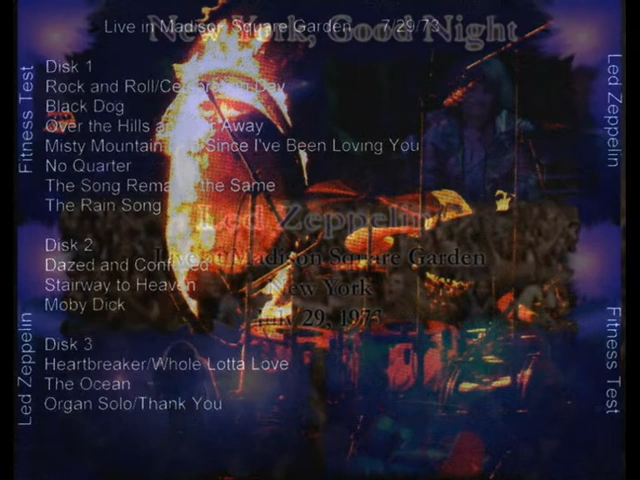 Live in Madison Square Garden 7/29/73
New York, Good Night
Disk 1
Rock and Roll/Celebration Day
Black Dog
Over the Hills and Far Away
Misty Mountain Since I've Been Loving You
No Quarter
The Song Remains the Same
The Rain Song
Led Zeppelin
Disk 2
Dazed and Confused
Stairway to Heaven
Moby Dick
Live at Madison Square Garden
New York
July 29, 1973
Disk 3
Heartbreaker/Whole Lotta Love
The Ocean
Organ Solo/Thank You
Fitness Test
Led Zeppelin
Led Zeppelin
Fitness Test